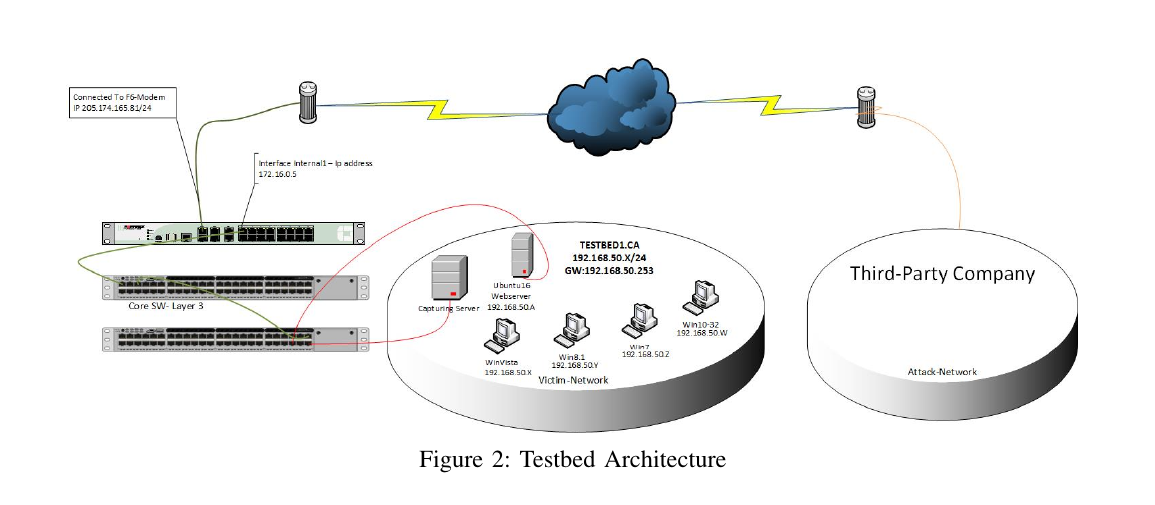 Connected To F6-Modem
IP 205.174.165.81/24
Interface Internal1 – Ip address
172.16.0.5
Core SW- Layer 3
TESTBED1.CA
192.168.50.X/24
GW:192.168.50.253
Ubuntu16
Webserver
192.168.50.A
Capturing Server
WinVista
192.168.50.X
Win8.1
192.168.50.Y
Win7
192.168.50.Z
Win10-32
192.168.50.W
Victim-Network
Third-Party Company
Attack-Network
Figure 2: Testbed Architecture